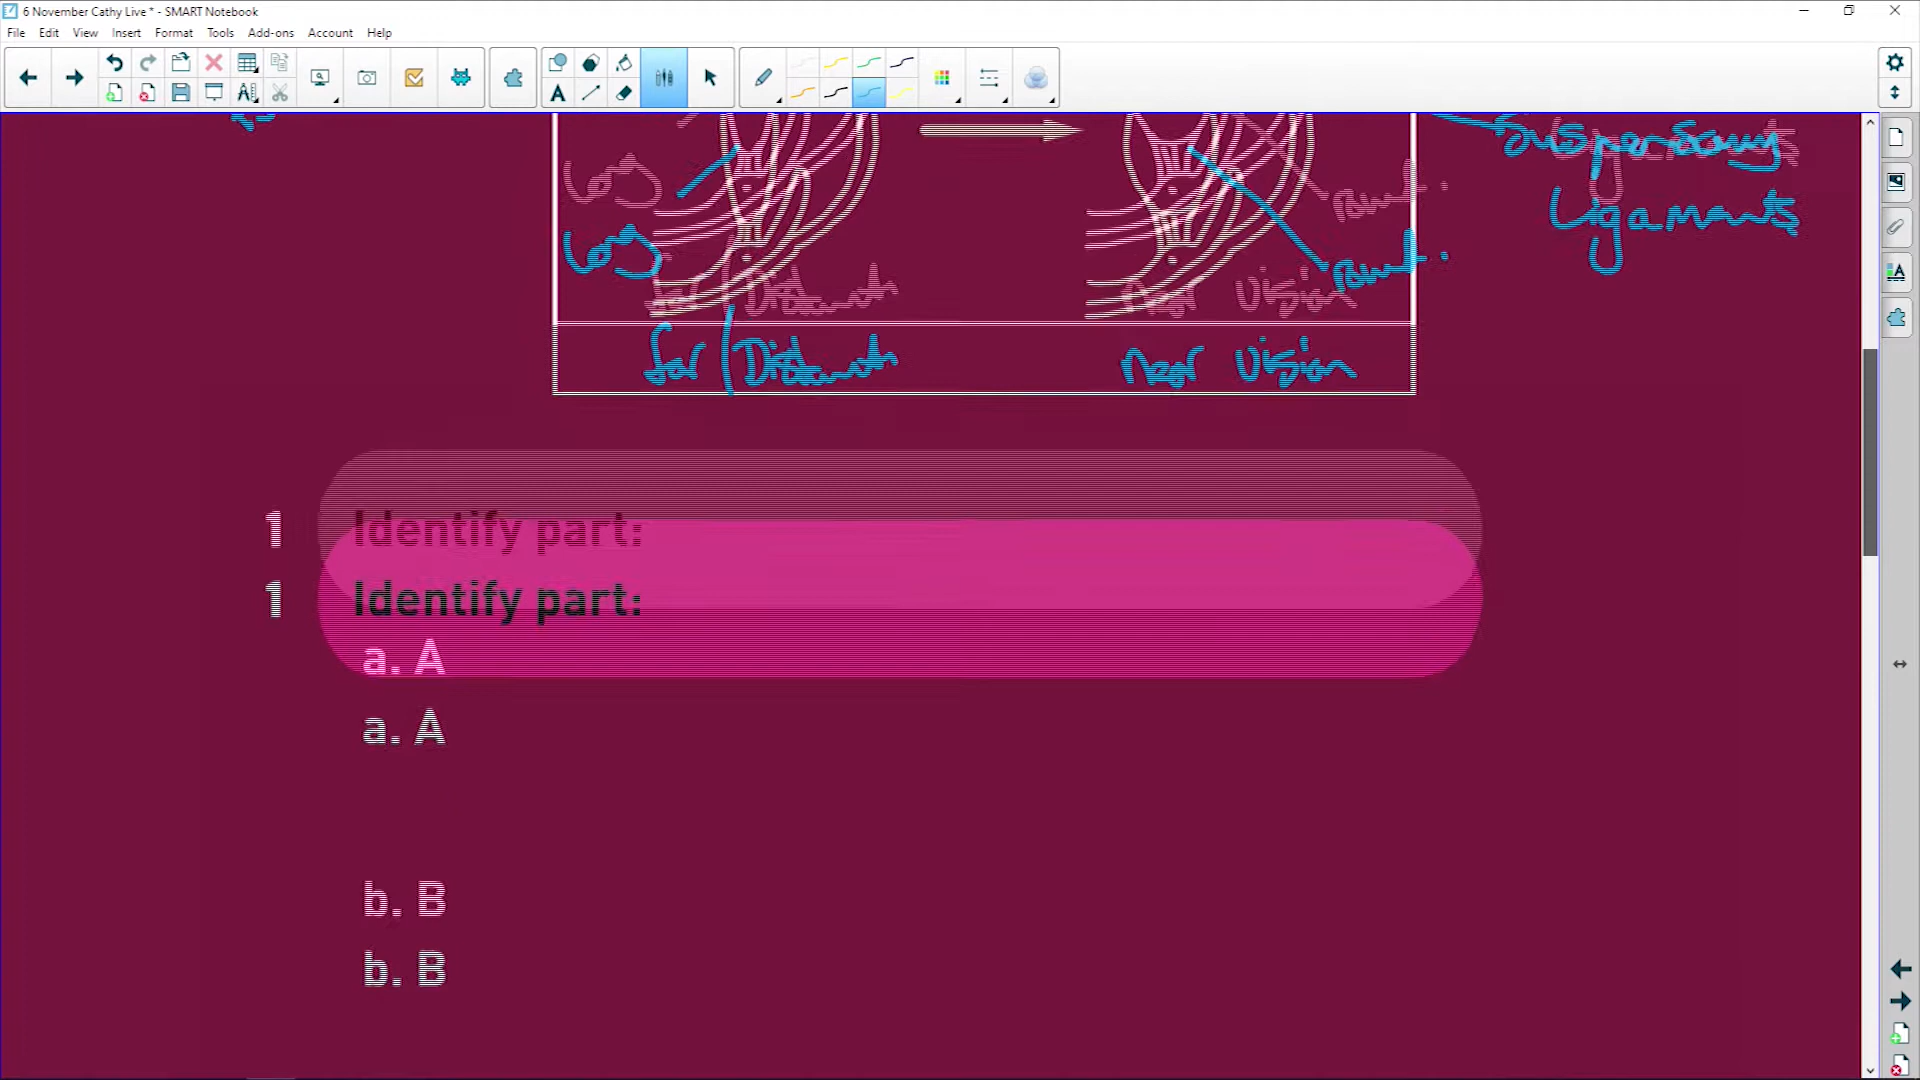 6 November Cathy Live * - SMART Notebook
File Edit View Insert Format Tools Add-ons Account Help
Suspensory
Ligaments
far Distance
near Vision
1 Identify part:
1 Identify part:
a. A
a. A
b. B
b. B